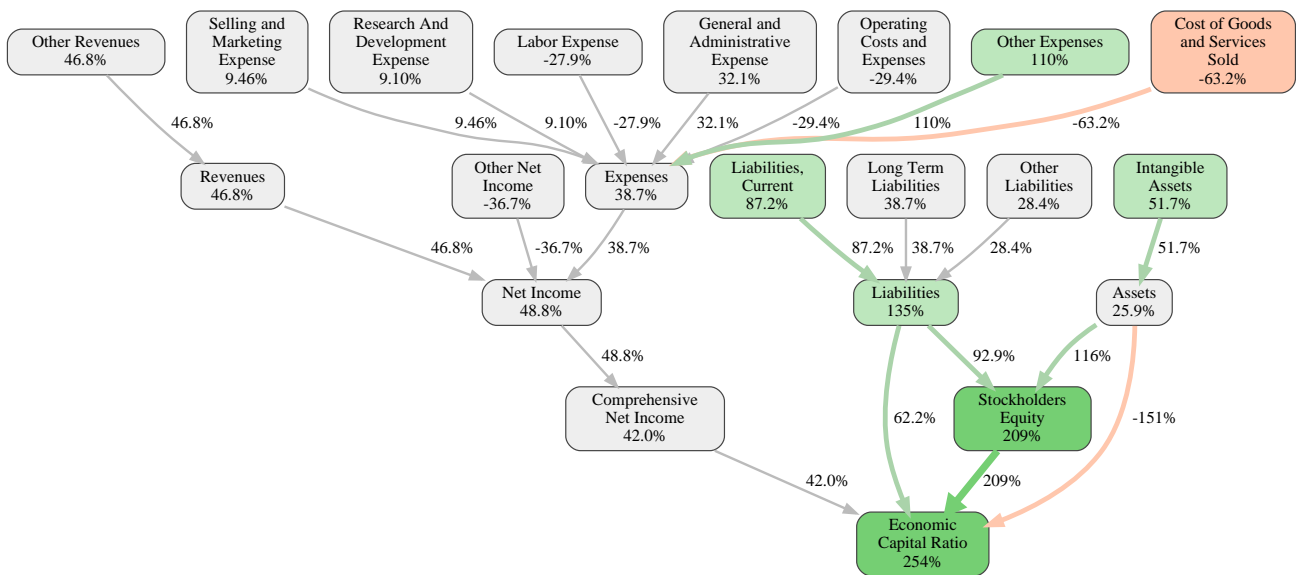 Other Revenues
46.8%
Selling and
Marketing
Expense
9.46%
Research And
Development
Expense
9.10%
Labor Expense
-27.9%
General and
Administrative
Expense
32.1%
Operating
Costs and
Expenses
-29.4%
Other Expenses
110%
Cost of Goods
and Services
Sold
-63.2%
46.8%
9.46%
9.10%
-27.9%
32.1%
-29.4%
110%
-63.2%
Revenues
46.8%
Other Net
Income
-36.7%
Expenses
38.7%
Liabilities,
Current
87.2%
Long Term
Liabilities
38.7%
Other
Liabilities
28.4%
Intangible
Assets
51.7%
46.8%
-36.7%
38.7%
87.2%
38.7%
28.4%
51.7%
Net Income
48.8%
Liabilities
135%
Assets
25.9%
48.8%
92.9%
116%
Comprehensive
Net Income
42.0%
62.2%
Stockholders
Equity
209%
-151%
42.0%
209%
Economic
Capital Ratio
254%